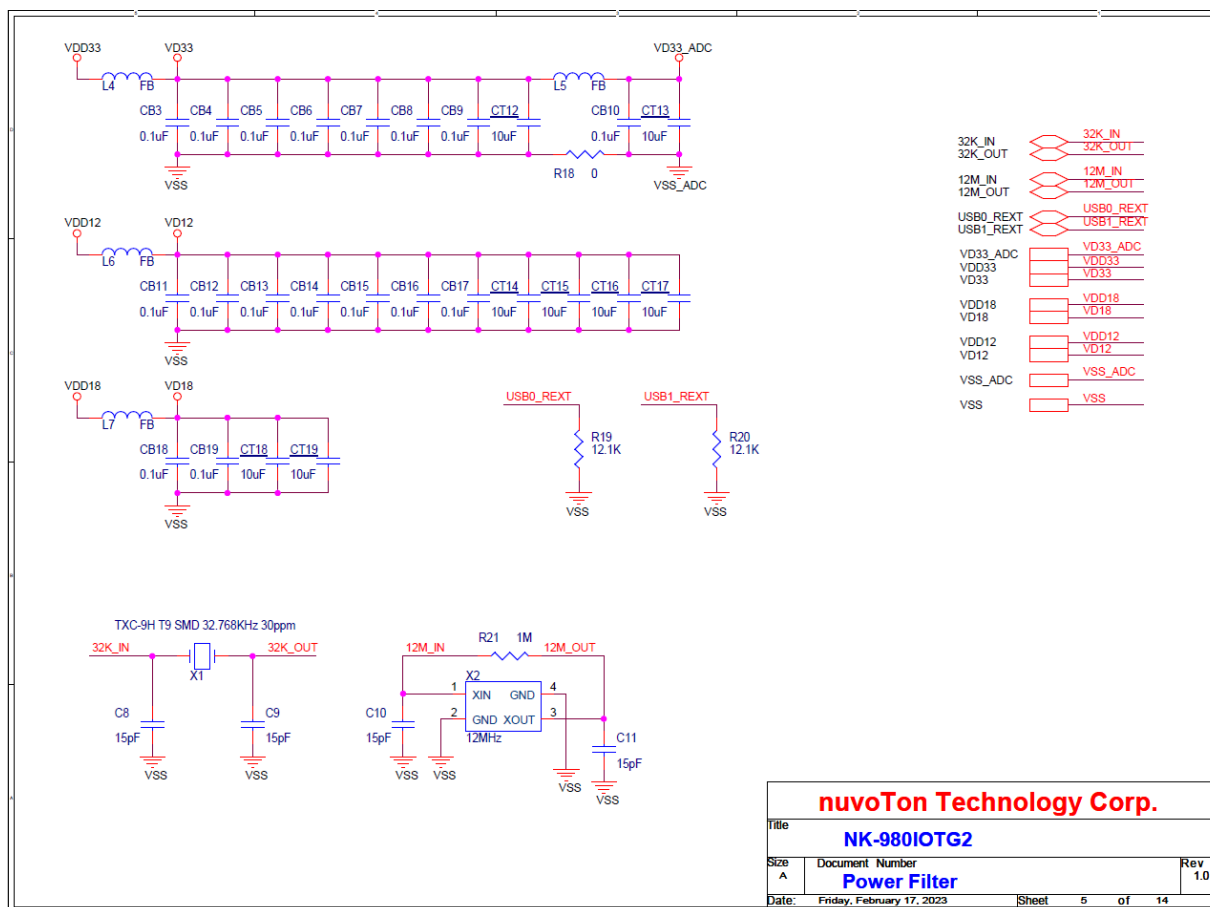 VDD33 VD33 VD33_ADC
L4 FB L5 FB
CB3 CB4 CB5 CB6 CB7 CB8 CB9 CT12 CB10 CT13
0.1uF 0.1uF 0.1uF 0.1uF 0.1uF 0.1uF 0.1uF 10uF 0.1uF 10uF
R18 0
VSS VSS_ADC
VDD12 VD12
L6 FB
CB11 CB12 CB13 CB14 CB15 CB16 CB17 CT14 CT15 CT16 CT17
0.1uF 0.1uF 0.1uF 0.1uF 0.1uF 0.1uF 0.1uF 10uF 10uF 10uF 10uF
VSS
VDD18 VD18
L7 FB
CB18 CB19 CT18 CT19
0.1uF 0.1uF 10uF 10uF
VSS
USB0_REXT USB1_REXT
R19 R20
12.1K 12.1K
VSS VSS
32K_IN 32K_IN
32K_OUT 32K_OUT
12M_IN 12M_IN
12M_OUT 12M_OUT
USB0_REXT USB0_REXT
USB1_REXT USB1_REXT
VD33_ADC VD33_ADC
VDD33 VDD33
VD33 VD33
VDD18 VDD18
VD18 VD18
VDD12 VDD12
VD12 VD12
VSS_ADC VSS_ADC
VSS VSS
TXC-9H T9 SMD 32.768KHz 30ppm
32K_IN 32K_OUT
X1
C8 C9
15pF 15pF
VSS VSS
R21 1M
12M_IN 12M_OUT
X2
1 XIN GND 4
2 GND XOUT 3
12MHz
C10 C11
15pF 15pF
VSS VSS VSS VSS
nuvoTon Technology Corp.
Title
NK-980IOTG2
Size Document Number Rev
A Power Filter 1.0
Date: Friday, February 17, 2023 Sheet 5 of 14